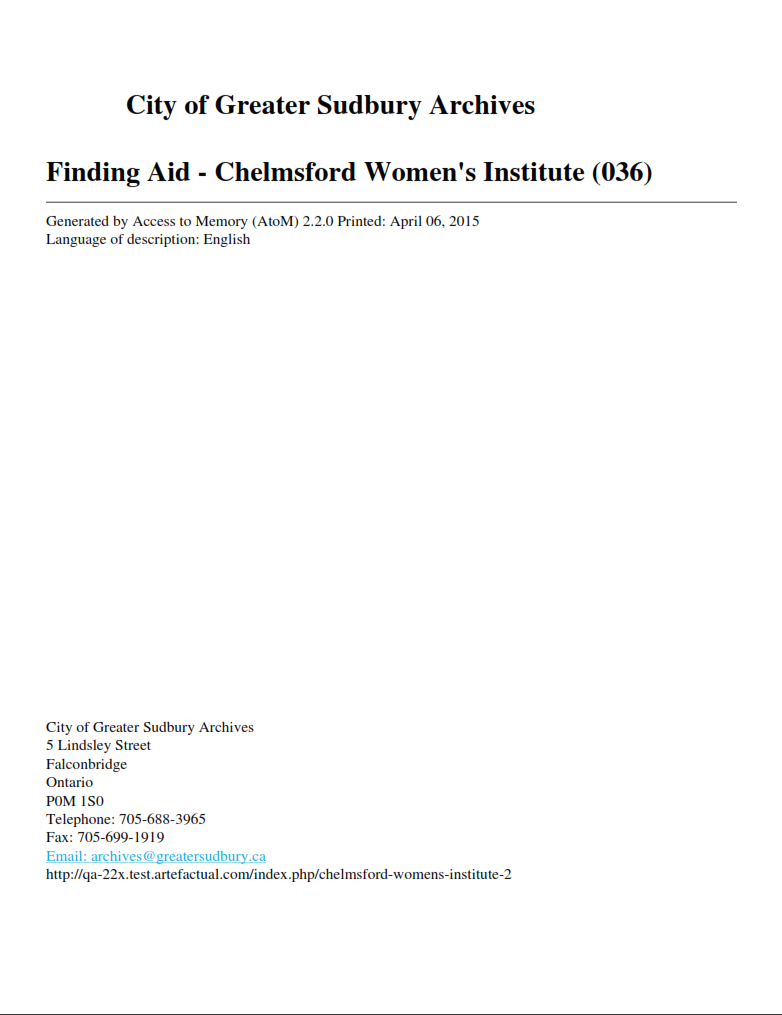 City of Greater Sudbury Archives
Finding Aid - Chelmsford Women's Institute (036)
Generated by Access to Memory (AtoM) 2.2.0 Printed: April 06, 2015
Language of description: English
City of Greater Sudbury Archives
5 Lindsley Street
Falconbridge
Ontario
P0M 1S0
Telephone: 705-688-3965
Fax: 705-699-1919
Email: archives@greatersudbury.ca
http://qa-22x.test.artefactual.com/index.php/chelmsford-womens-institute-2